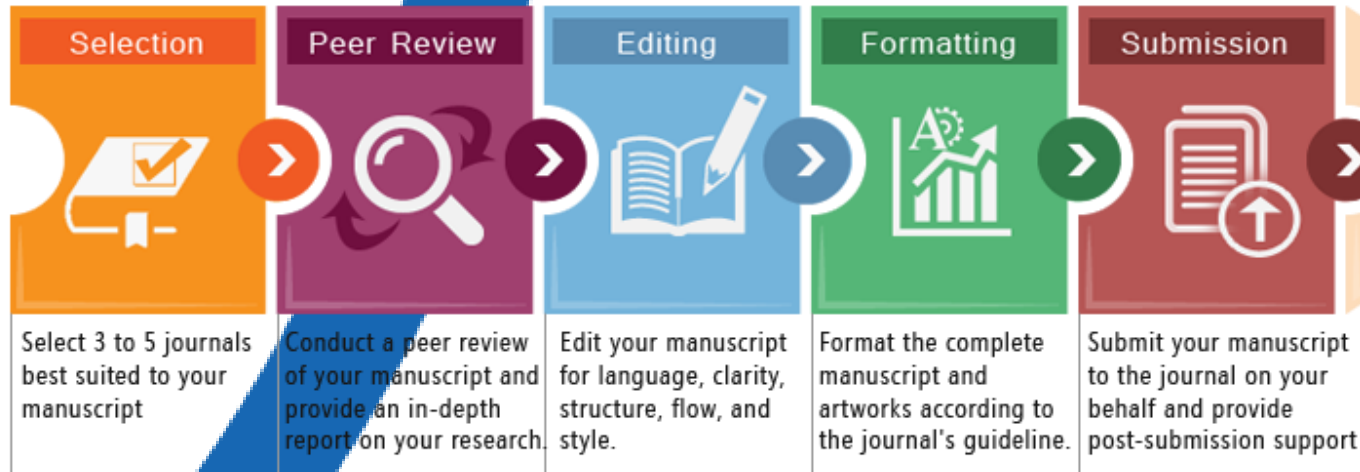 Selection
Select 3 to 5 journals
best suited to your
manuscript
Peer Review
Conduct a peer review
of your manuscript and
provide an in-depth
report on your research.
Editing
Edit your manuscript
for language, clarity,
structure, flow, and
style.
Formatting
A
Format the complete
manuscript and
artworks according to
the journal's guideline.
Submission
Submit your manuscript
to the journal on your
behalf and provide
post-submission support